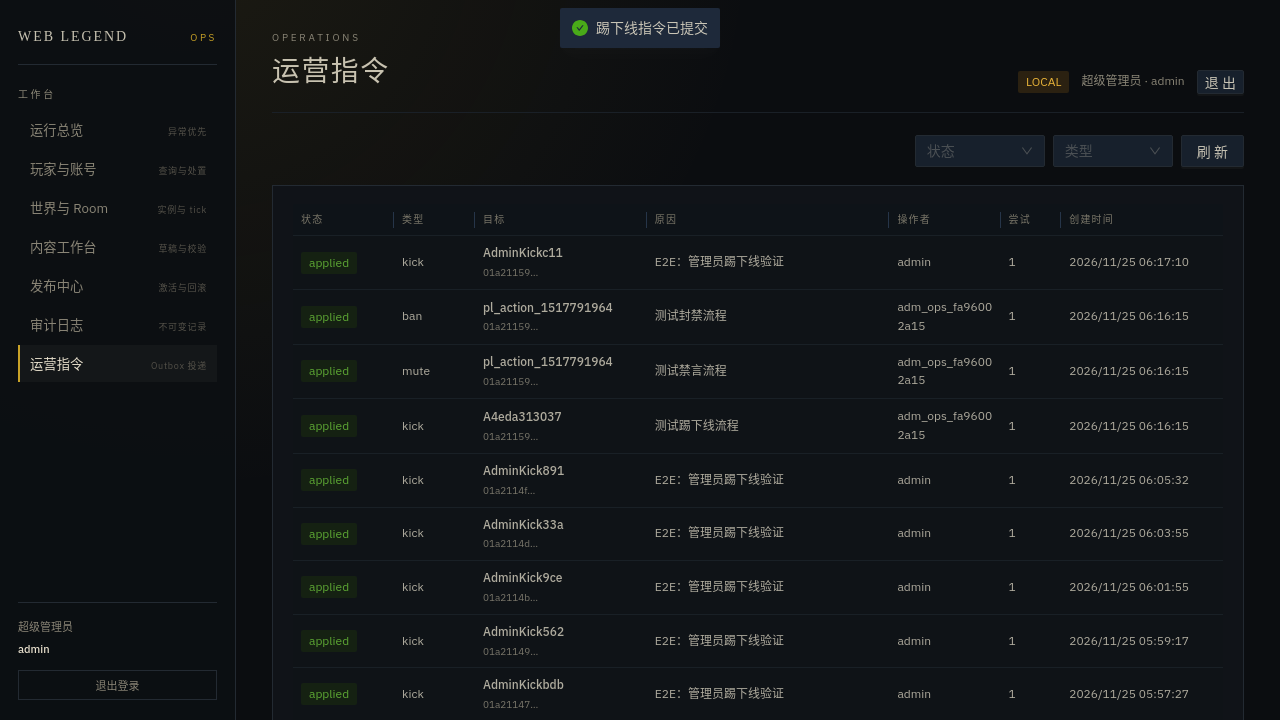 WEB LEGEND
OPS
工作台
运行总览 异常优先
玩家与账号 查询与处置
世界与 Room 实例与 tick
内容工作台 草稿与校验
发布中心 激活与回滚
审计日志 不可变记录
运营指令 Outbox 投递
超级管理员
admin
退出登录
踢下线指令已提交
OPERATIONS
运营指令
LOCAL 超级管理员 · admin 退 出
状态 类型 刷 新
状态 类型 目标 原因 操作者 尝试 创建时间
applied kick AdminKickc11 E2E：管理员踢下线验证 admin 1 2026/11/25 06:17:10
01a21159...
applied ban pl_action_1517791964 测试封禁流程 adm_ops_fa9600 1 2026/11/25 06:16:15
01a21159... 2a15
applied mute pl_action_1517791964 测试禁言流程 adm_ops_fa9600 1 2026/11/25 06:16:15
01a21159... 2a15
applied kick A4eda313037 测试踢下线流程 adm_ops_fa9600 1 2026/11/25 06:16:15
01a21159... 2a15
applied kick AdminKick891 E2E：管理员踢下线验证 admin 1 2026/11/25 06:05:32
01a2114f...
applied kick AdminKick33a E2E：管理员踢下线验证 admin 1 2026/11/25 06:03:55
01a2114d...
applied kick AdminKick9ce E2E：管理员踢下线验证 admin 1 2026/11/25 06:01:55
01a2114b...
applied kick AdminKick562 E2E：管理员踢下线验证 admin 1 2026/11/25 05:59:17
01a21149...
applied kick AdminKickbdb E2E：管理员踢下线验证 admin 1 2026/11/25 05:57:27
01a21147...